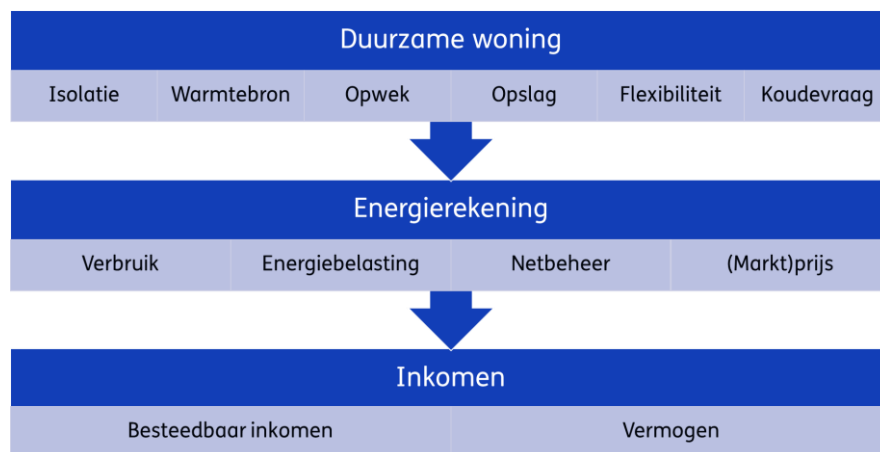 Duurzame woning
Isolatie Warmtebron Opwek Opslag Flexibiliteit Koudevraag
Energierekening
Verbruik Energiebelasting Netbeheer (Markt)prijs
Inkomen
Besteedbaar inkomen Vermogen